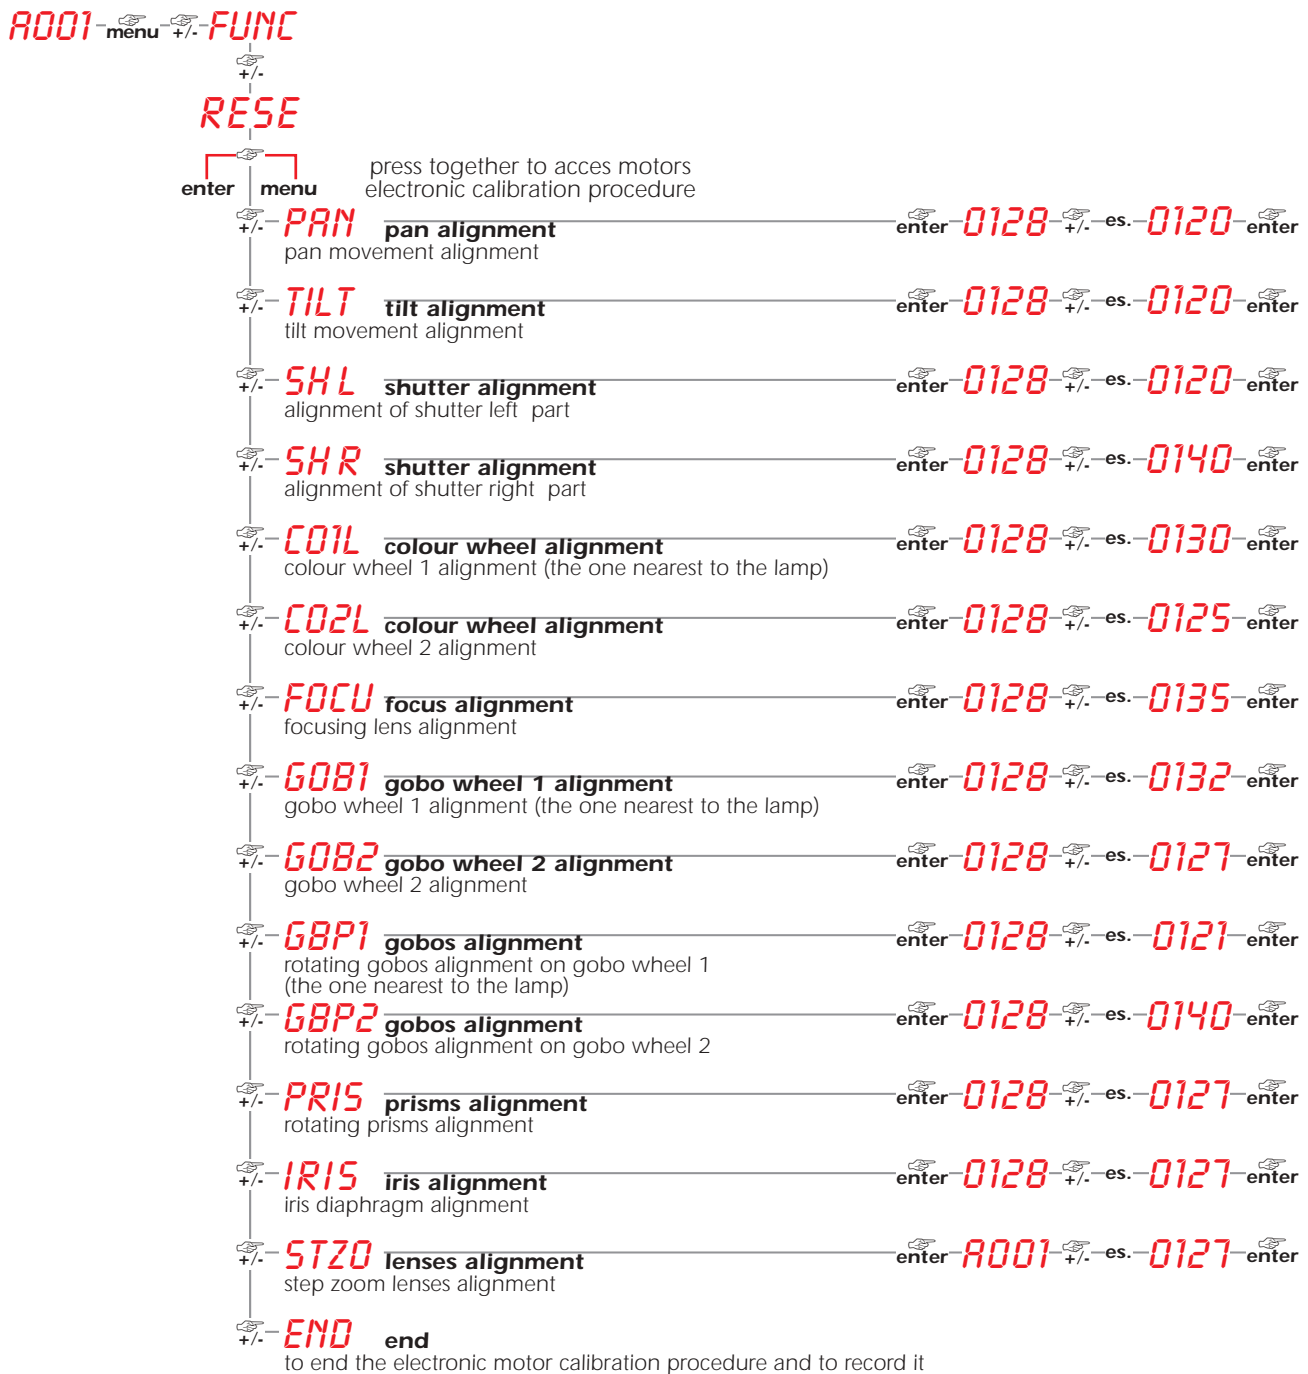 A001 menu +/- FUNC
+/-
RESE
press together to acces motors
enter menu electronic calibration procedure
+/- PAN pan alignment enter 0128 +/- es. 0120 enter
pan movement alignment
+/- TILT tilt alignment enter 0128 +/- es. 0120 enter
tilt movement alignment
+/- SH L shutter alignment enter 0128 +/- es. 0120 enter
alignment of shutter left part
+/- SH R shutter alignment enter 0128 +/- es. 0140 enter
alignment of shutter right part
+/- CO1L colour wheel alignment enter 0128 +/- es. 0130 enter
colour wheel 1 alignment (the one nearest to the lamp)
+/- CO2L colour wheel alignment enter 0128 +/- es. 0125 enter
colour wheel 2 alignment
+/- FOCU focus alignment enter 0128 +/- es. 0135 enter
focusing lens alignment
+/- GOB1 gobo wheel 1 alignment enter 0128 +/- es. 0132 enter
gobo wheel 1 alignment (the one nearest to the lamp)
+/- GOB2 gobo wheel 2 alignment enter 0128 +/- es. 0127 enter
gobo wheel 2 alignment
+/- GBP1 gobos alignment enter 0128 +/- es. 0121 enter
rotating gobos alignment on gobo wheel 1
(the one nearest to the lamp)
+/- GBP2 gobos alignment enter 0128 +/- es. 0140 enter
rotating gobos alignment on gobo wheel 2
+/- PRIS prisms alignment enter 0128 +/- es. 0127 enter
rotating prisms alignment
+/- IRIS iris alignment enter 0128 +/- es. 0127 enter
iris diaphragm alignment
+/- STZO lenses alignment enter A001 +/- es. 0127 enter
step zoom lenses alignment
+/- END end
to end the electronic motor calibration procedure and to record it